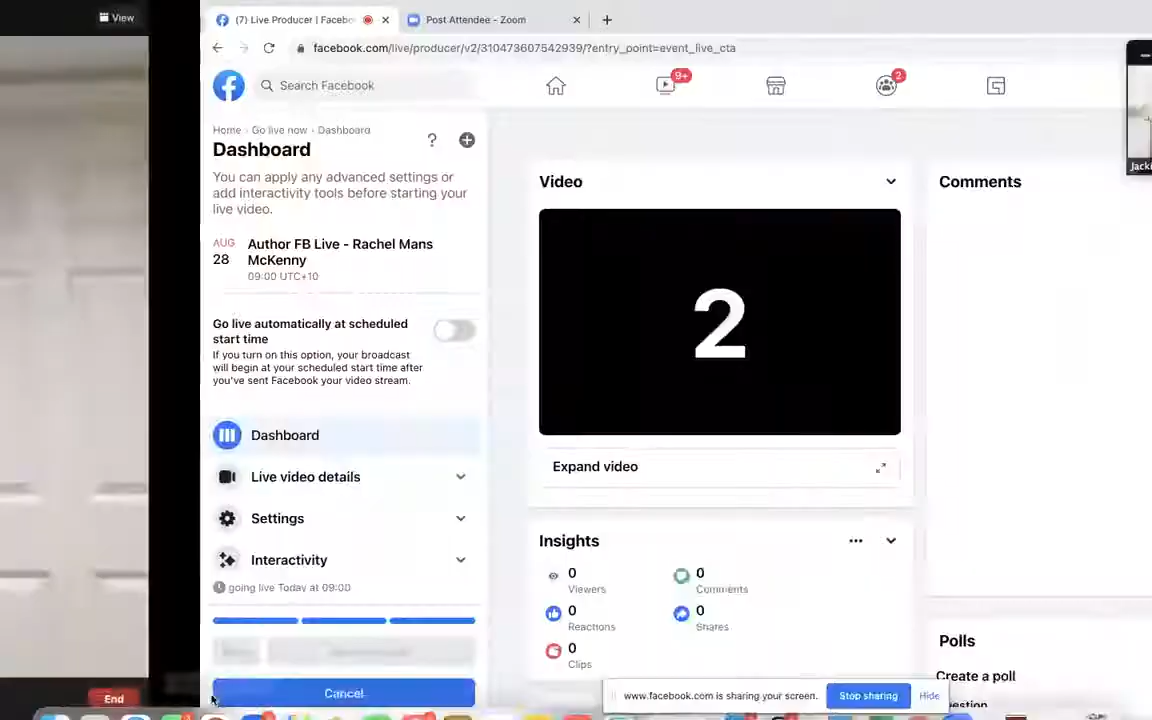 View
(7) Live Producer | Facebo
Post Attendee - Zoom
facebook.com/live/producer/v2/310473607542939/?entry_point=event_live_cta
Search Facebook
9+
2
Home › Go live now › Dashboard
Dashboard
You can apply any advanced settings or
add interactivity tools before starting your
live video.
AUG
28
Author FB Live - Rachel Mans
McKenny
09:00 UTC+10
Go live automatically at scheduled
start time
If you turn on this option, your broadcast
will begin at your scheduled start time after
you've sent Facebook your video stream.
Dashboard
Live video details
Settings
Interactivity
going live Today at 09:00
Cancel
End
Video
2
Expand video
Insights
0
Viewers
0
Comments
0
Reactions
0
Shares
0
Clips
Comments
Jacki
Polls
Create a poll
www.facebook.com is sharing your screen.
Stop sharing
Hide